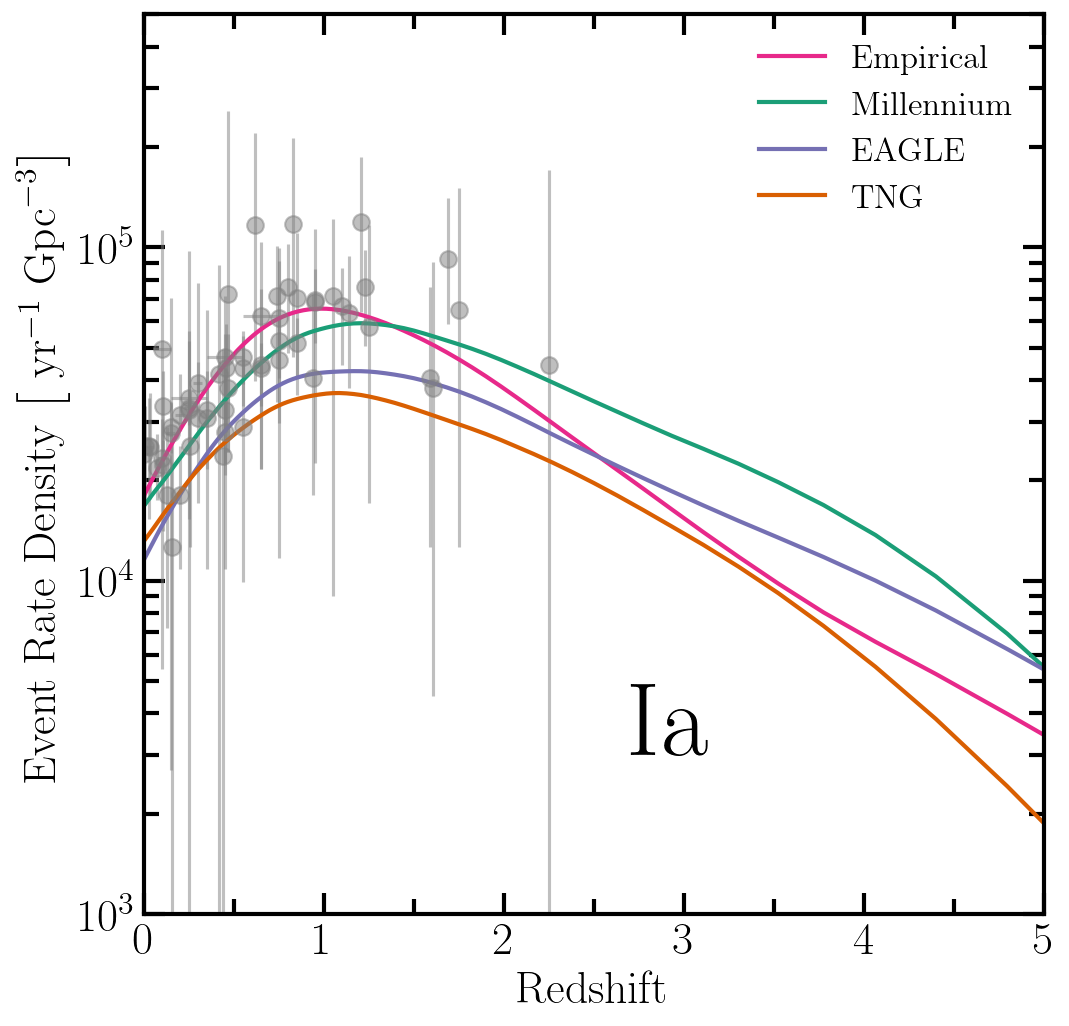 Empirical
Millennium
EAGLE
TNG
Event Rate Density [ yr⁻¹ Gpc⁻³]
10⁵
10⁴
10³
Ia
0 1 2 3 4 5
Redshift